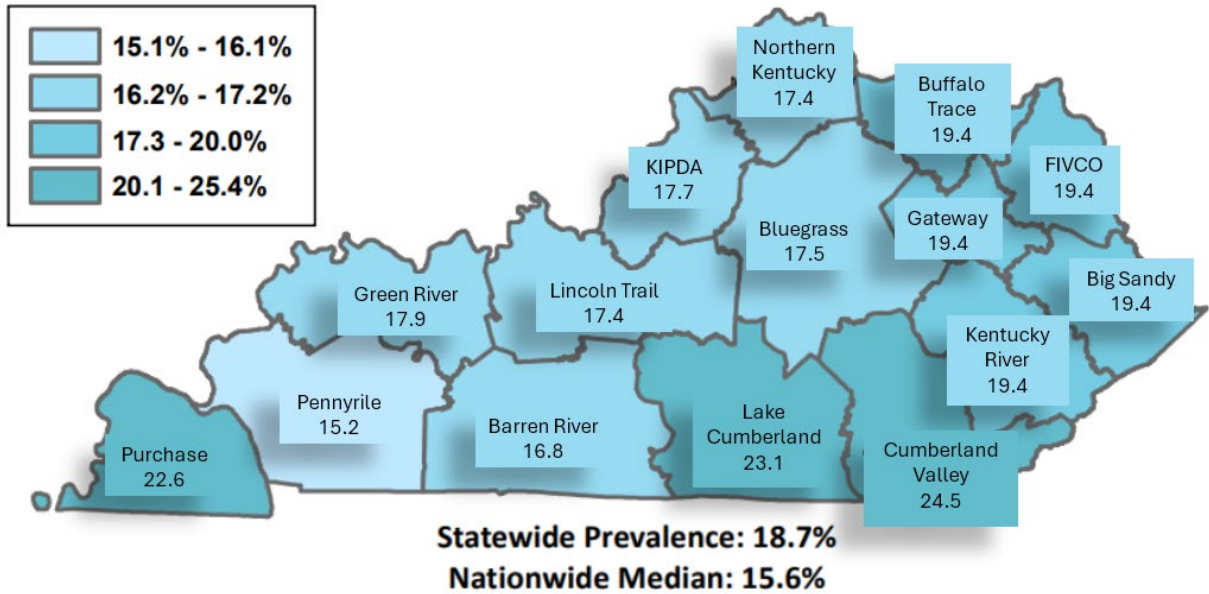 15.1% - 16.1%
16.2% - 17.2%
17.3 - 20.0%
20.1 - 25.4%
Northern
Kentucky
17.4
Buffalo
Trace
19.4
FIVCO
19.4
KIPDA
17.7
Bluegrass
17.5
Gateway
19.4
Big Sandy
19.4
Green River
17.9
Lincoln Trail
17.4
Kentucky
River
19.4
Pennyrile
15.2
Barren River
16.8
Lake
Cumberland
23.1
Cumberland
Valley
24.5
Purchase
22.6
Statewide Prevalence: 18.7%
Nationwide Median: 15.6%